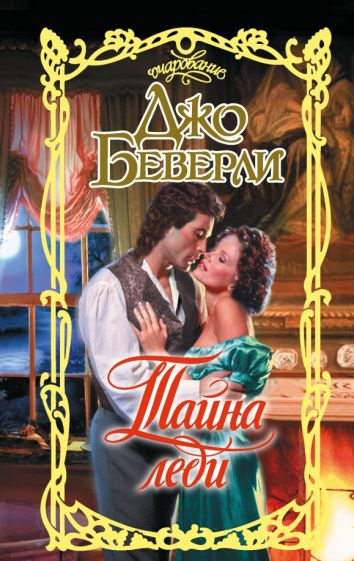 Очарование
Джо
Беверли
Тайна
леди